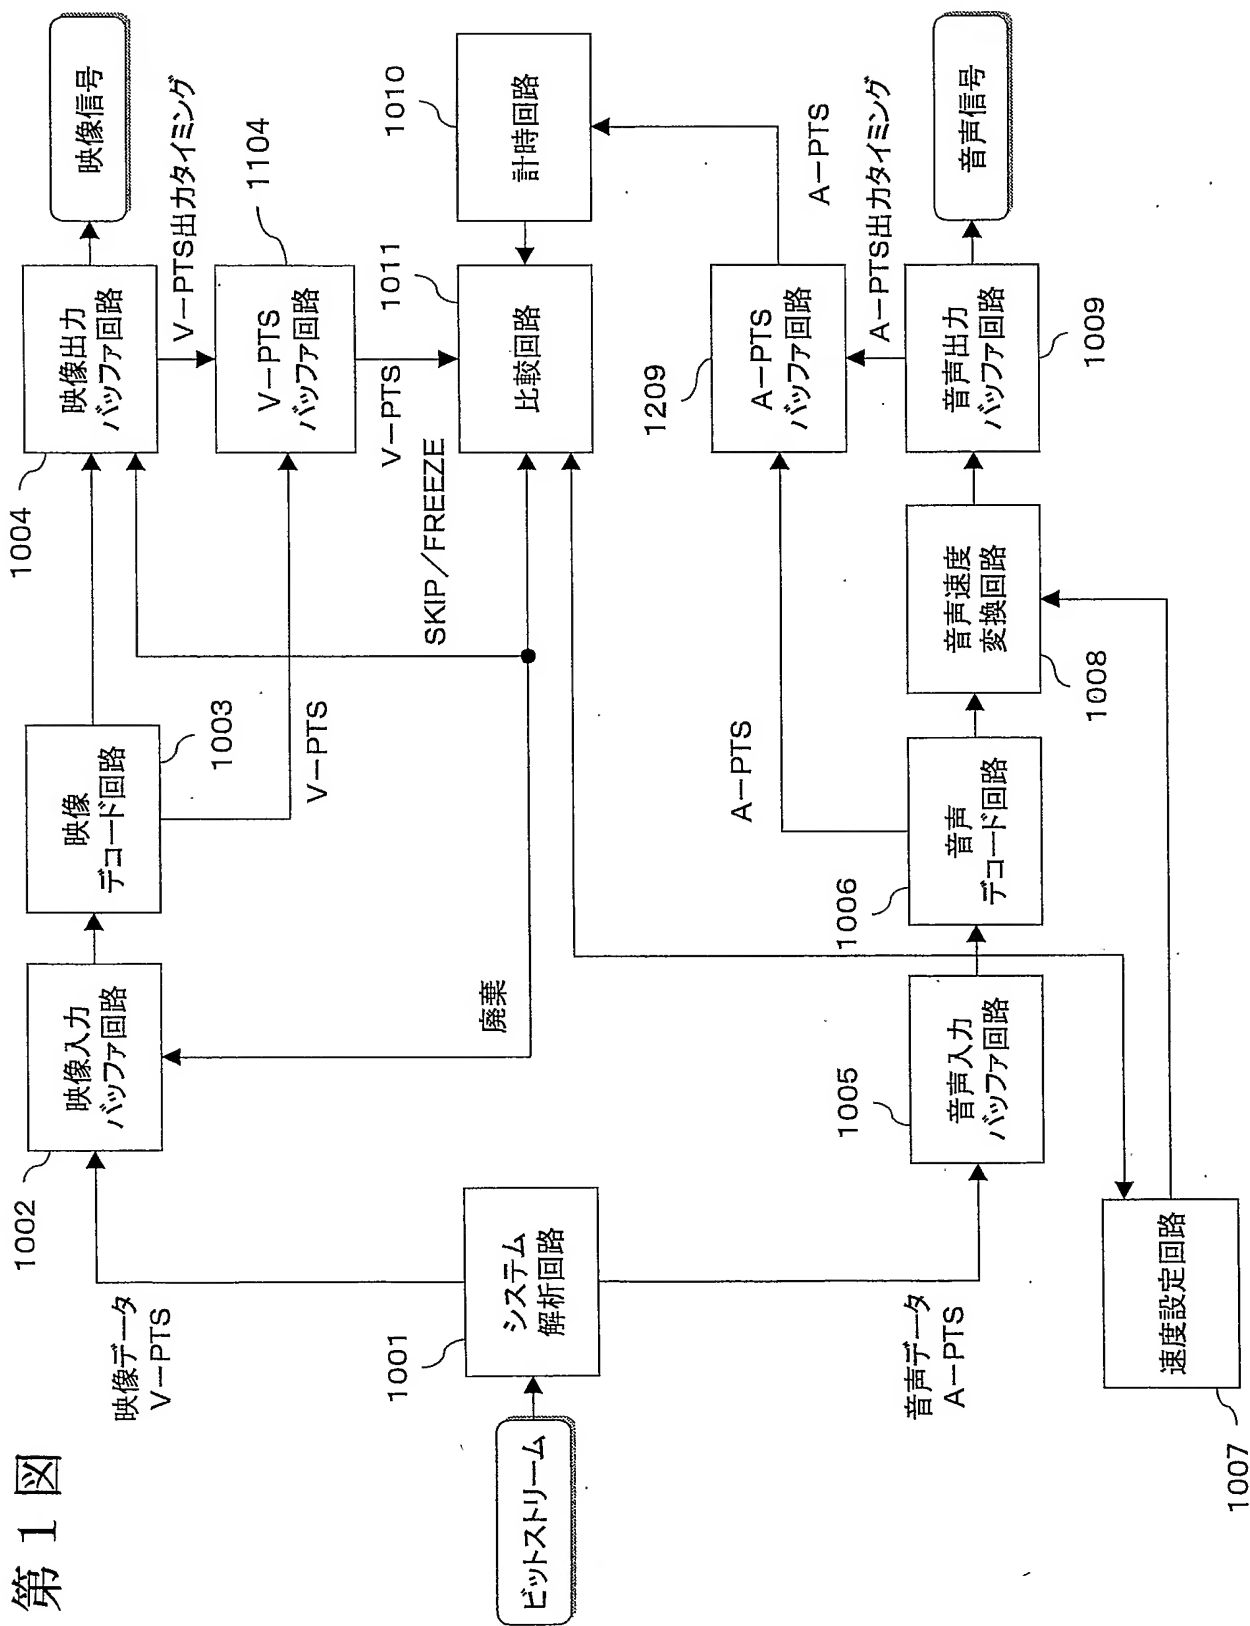 第1図
ビットストリーム
1001
システム
解析回路
映像データ
V－PTS
音声データ
A－PTS
1002
映像入力
バッファ回路
廃棄
1003
映像
デコード回路
V－PTS
SKIP／FREEZE
1004
映像出力
バッファ回路
V－PTS出力タイミング
映像信号
1104
V－PTS
バッファ回路
V－PTS
1011
比較回路
1010
計時回路
A－PTS
1209
A－PTS
バッファ回路
A－PTS出力タイミング
A－PTS
1005
音声入力
バッファ回路
1006
音声
デコード回路
1008
音声速度
変換回路
1009
音声出力
バッファ回路
音声信号
1007
速度設定回路